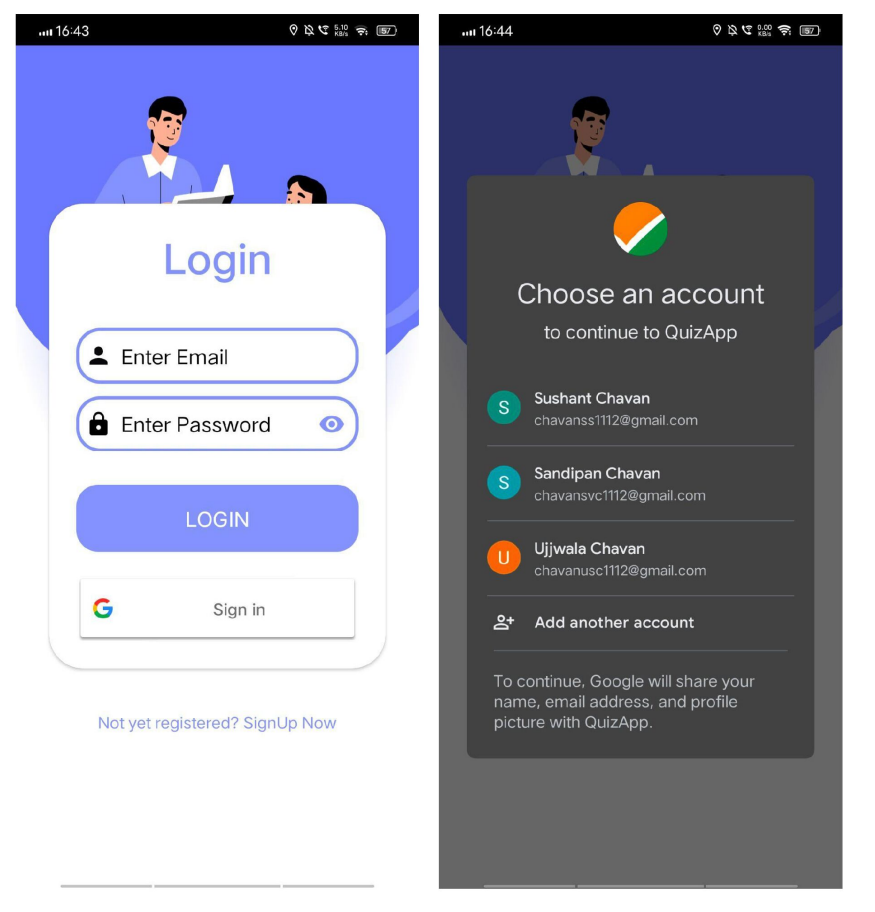 16:43
5.10
KB/s
57
Login
Enter Email
Enter Password
LOGIN
G
Sign in
Not yet registered? SignUp Now
16:44
0.00
KB/s
57
Choose an account
to continue to QuizApp
S
Sushant Chavan
chavanss1112@gmail.com
S
Sandipan Chavan
chavansvc1112@gmail.com
U
Ujjwala Chavan
chavanusc1112@gmail.com
Add another account
To continue, Google will share your
name, email address, and profile
picture with QuizApp.